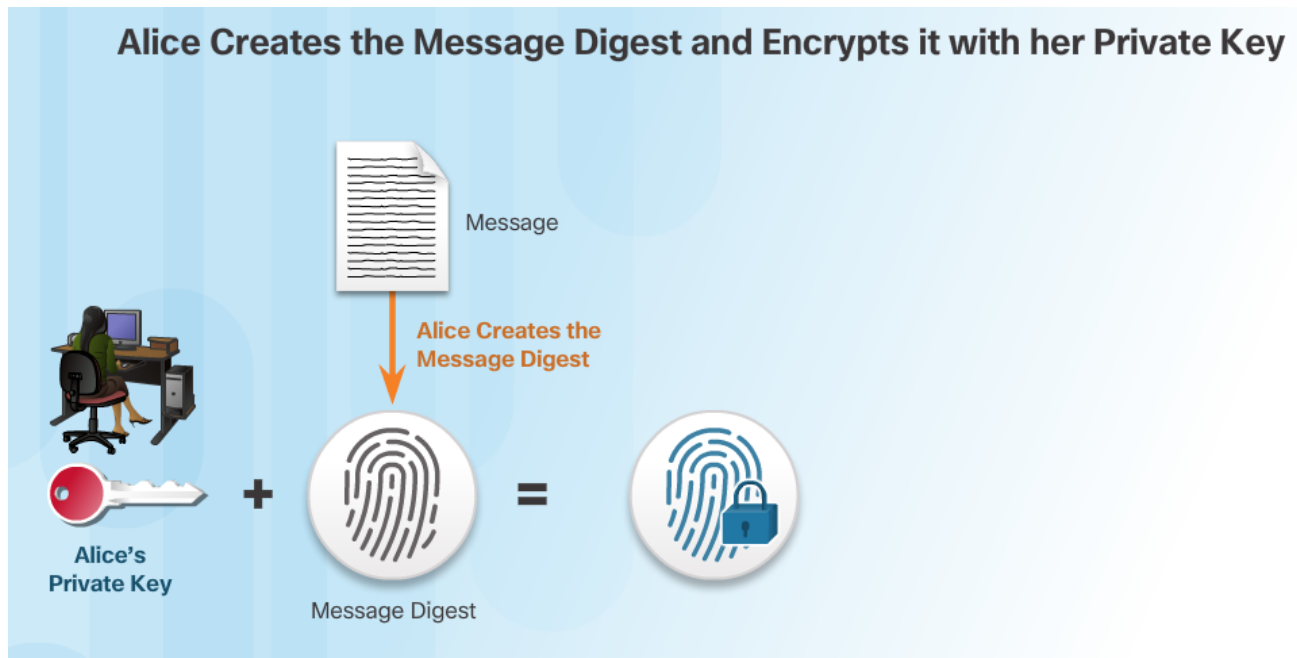 Alice Creates the Message Digest and Encrypts it with her Private Key
Message
Alice Creates the
Message Digest
+
=
Alice's
Private Key
Message Digest